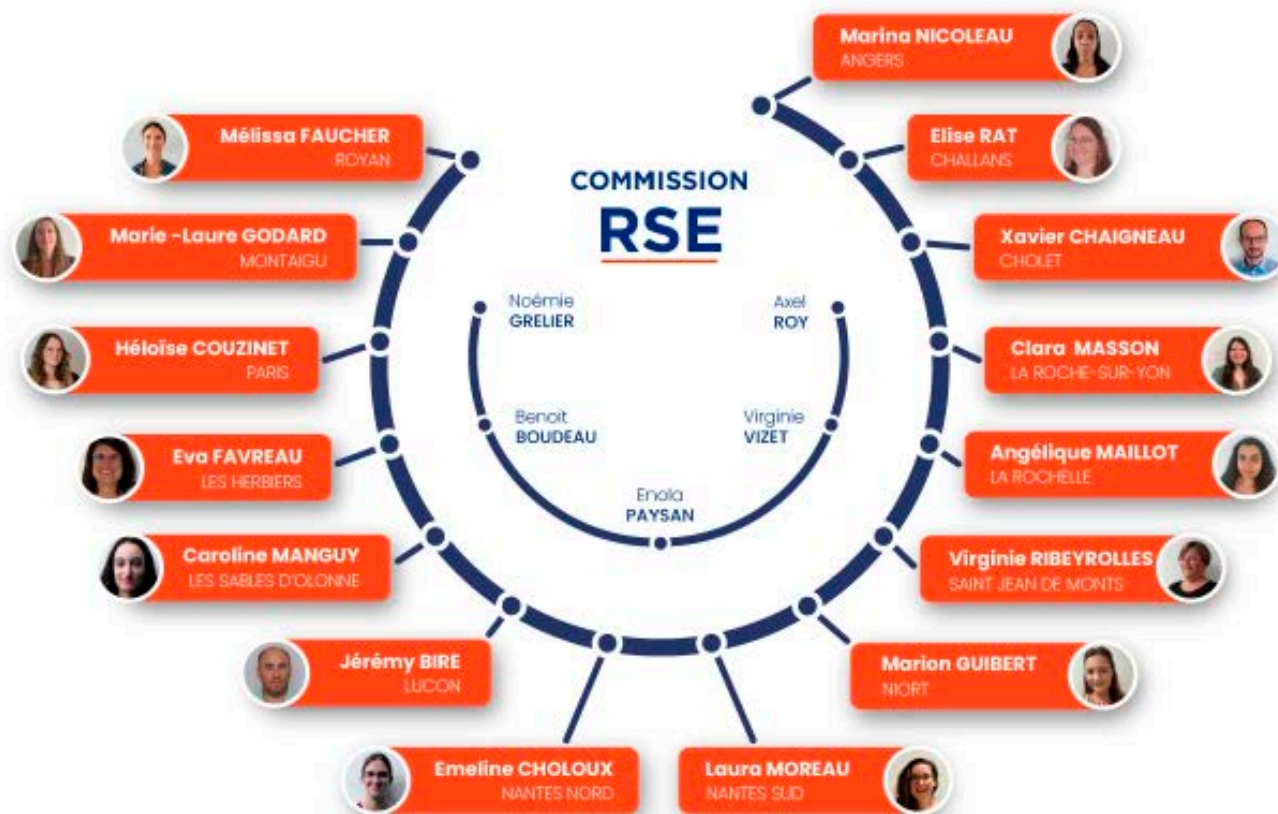 Marina NICOLEAU
ANGERS
Mélissa FAUCHER
ROYAN
Elise RAT
CHALLANS
COMMISSION
RSE
Marie -Laure GODARD
MONTAIGU
Xavier CHAIGNEAU
CHOLET
Noémie
GRELIER
Axel
ROY
Héloïse COUZINET
PARIS
Clara MASSON
LA ROCHE-SUR-YON
Benoit
BOUDEAU
Virginie
VIZET
Eva FAVREAU
LES HERBIERS
Angélique MAILLOT
LA ROCHELLE
Enola
PAYSAN
Caroline MANGUY
LES SABLES D'OLONNE
Virginie RIBEYROLLES
SAINT JEAN DE MONTS
Jérémy BIRE
LUCON
Marion GUIBERT
NIORT
Emeline CHOLOUX
NANTES NORD
Laura MOREAU
NANTES SUD